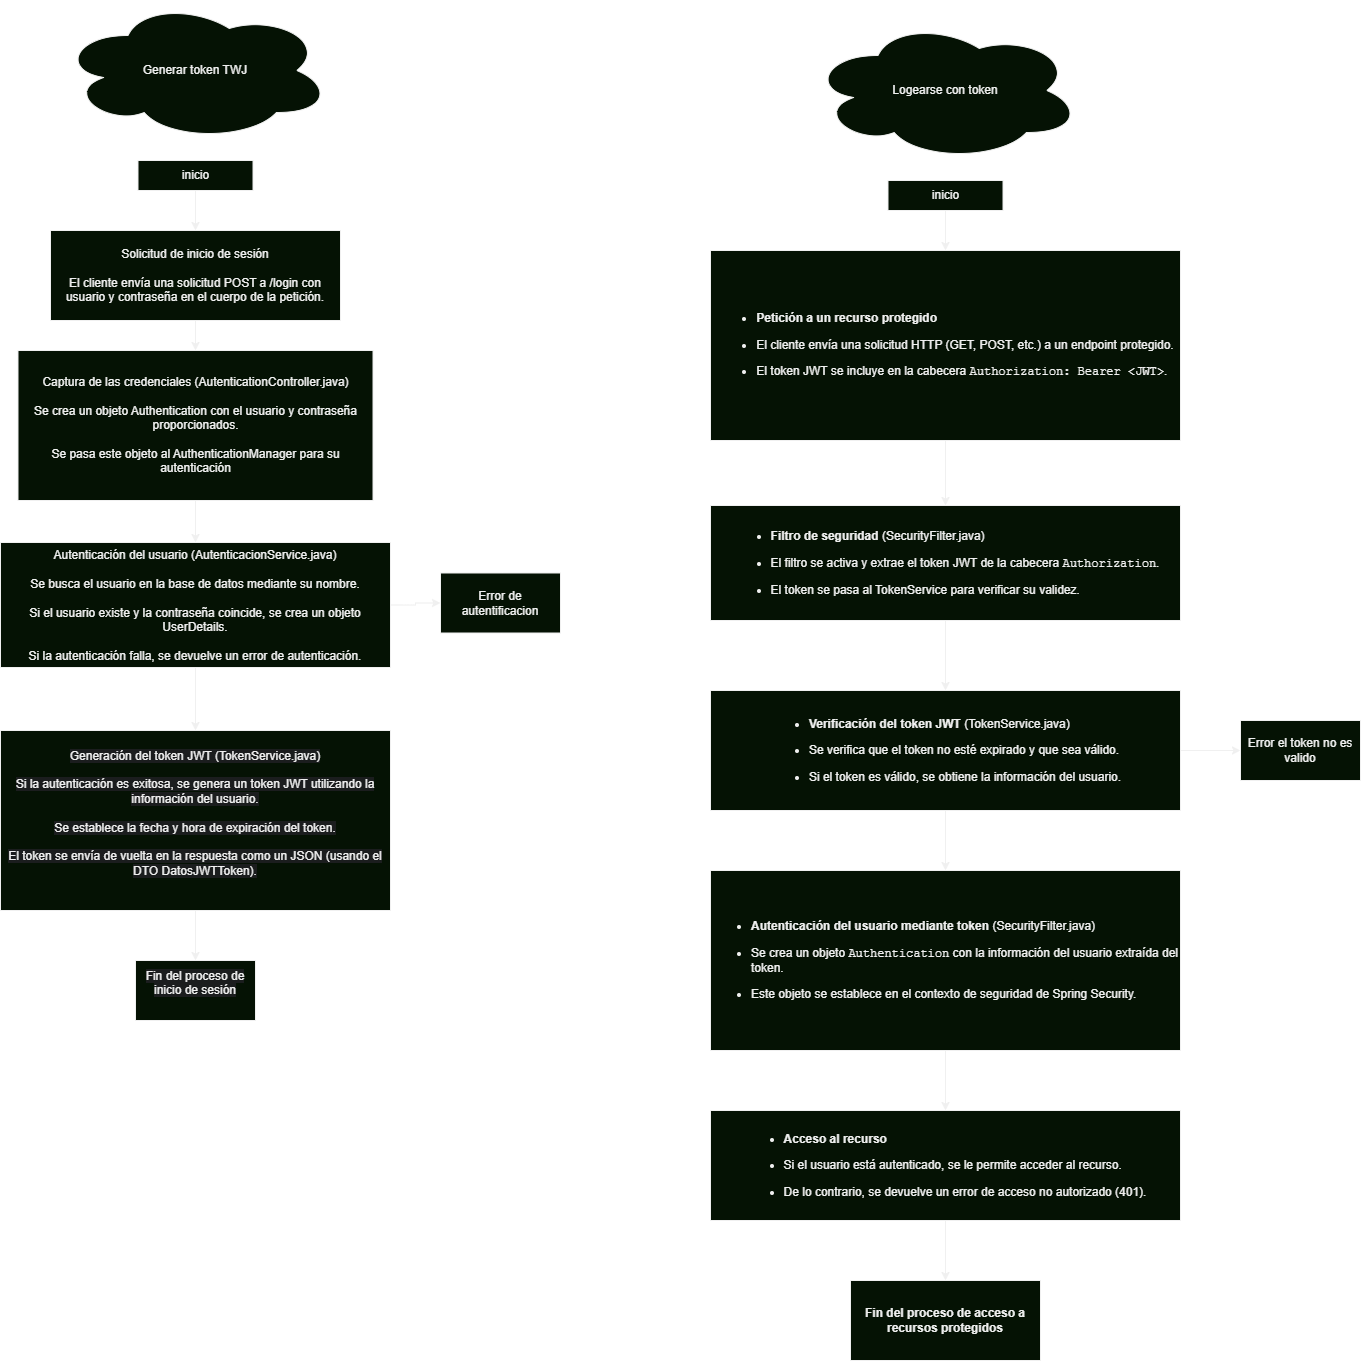 Generar token TWJ
inicio
Solicitud de inicio de sesión
El cliente envía una solicitud POST a /login con
usuario y contraseña en el cuerpo de la petición.
Captura de las credenciales (AutenticationController.java)
Se crea un objeto Authentication con el usuario y contraseña
proporcionados.
Se pasa este objeto al AuthenticationManager para su
autenticación
Autenticación del usuario (AutenticacionService.java)
Se busca el usuario en la base de datos mediante su nombre.
Si el usuario existe y la contraseña coincide, se crea un objeto
UserDetails.
Si la autenticación falla, se devuelve un error de autenticación.
Error de
autentificacion
Generación del token JWT (TokenService.java)
Si la autenticación es exitosa, se genera un token JWT utilizando la
información del usuario.
Se establece la fecha y hora de expiración del token.
El token se envía de vuelta en la respuesta como un JSON (usando el
DTO DatosJWTToken).
Fin del proceso de
inicio de sesión
Logearse con token
inicio
• Petición a un recurso protegido
• El cliente envía una solicitud HTTP (GET, POST, etc.) a un endpoint protegido.
• El token JWT se incluye en la cabecera Authorization: Bearer <JWT>.
• Filtro de seguridad (SecurityFilter.java)
• El filtro se activa y extrae el token JWT de la cabecera Authorization.
• El token se pasa al TokenService para verificar su validez.
• Verificación del token JWT (TokenService.java)
• Se verifica que el token no esté expirado y que sea válido.
• Si el token es válido, se obtiene la información del usuario.
Error el token no es
valido
• Autenticación del usuario mediante token (SecurityFilter.java)
• Se crea un objeto Authentication con la información del usuario extraída del
token.
• Este objeto se establece en el contexto de seguridad de Spring Security.
• Acceso al recurso
• Si el usuario está autenticado, se le permite acceder al recurso.
• De lo contrario, se devuelve un error de acceso no autorizado (401).
Fin del proceso de acceso a
recursos protegidos